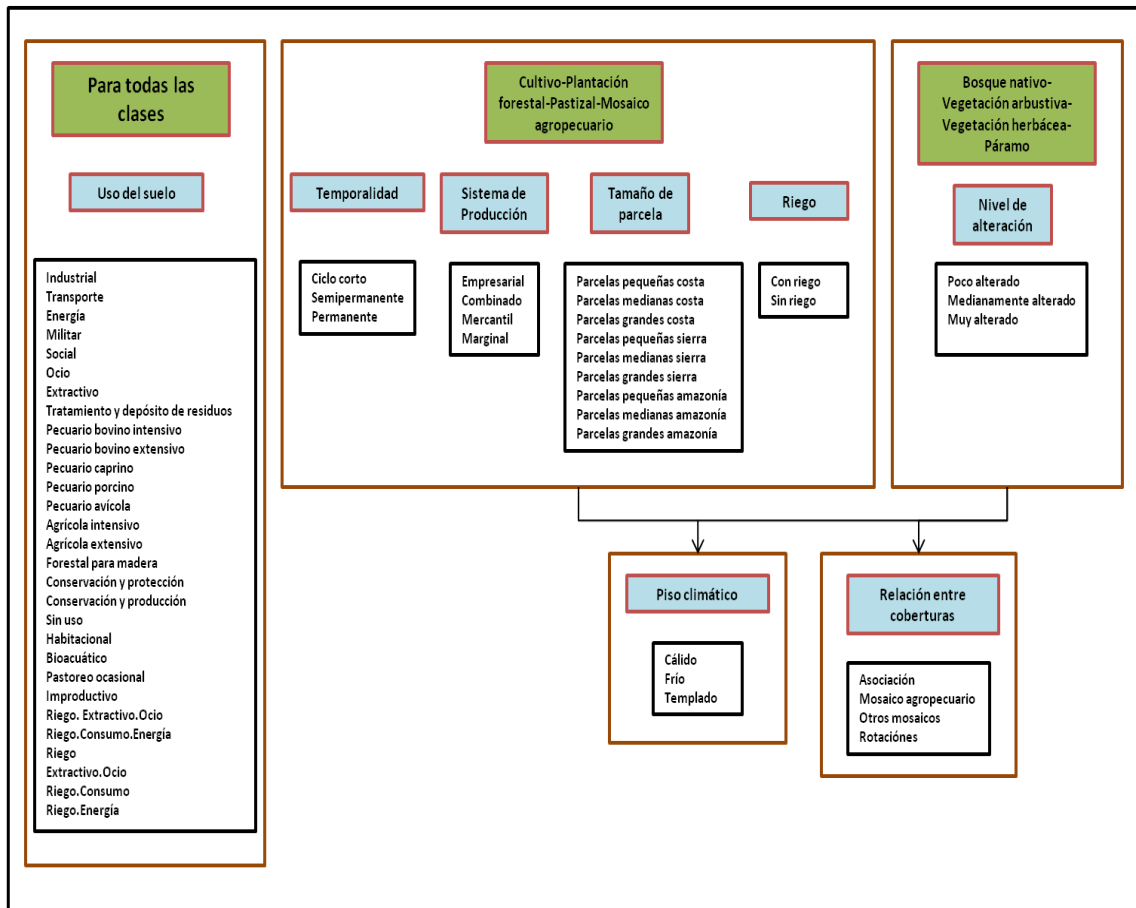 Para todas las
clases
Uso del suelo
Industrial
Transporte
Energía
Militar
Social
Ocio
Extractivo
Tratamiento y depósito de residuos
Pecuario bovino intensivo
Pecuario bovino extensivo
Pecuario caprino
Pecuario porcino
Pecuario avícola
Agrícola intensivo
Agrícola extensivo
Forestal para madera
Conservación y protección
Conservación y producción
Sin uso
Habitacional
Bioacuático
Pastoreo ocasional
Improductivo
Riego. Extractivo.Ocio
Riego.Consumo.Energía
Riego
Extractivo.Ocio
Riego.Consumo
Riego.Energía
Cultivo-Plantación
forestal-Pastizal-Mosaico
agropecuario
Temporalidad
Ciclo corto
Semipermanente
Permanente
Sistema de
Producción
Empresarial
Combinado
Mercantil
Marginal
Tamaño de
parcela
Parcelas pequeñas costa
Parcelas medianas costa
Parcelas grandes costa
Parcelas pequeñas sierra
Parcelas medianas sierra
Parcelas grandes sierra
Parcelas pequeñas amazonía
Parcelas medianas amazonía
Parcelas grandes amazonía
Riego
Con riego
Sin riego
Bosque nativo-
Vegetación arbustiva-
Vegetación herbácea-
Páramo
Nivel de
alteración
Poco alterado
Medianamente alterado
Muy alterado
Piso climático
Cálido
Frío
Templado
Relación entre
coberturas
Asociación
Mosaico agropecuario
Otros mosaicos
Rotaciónes